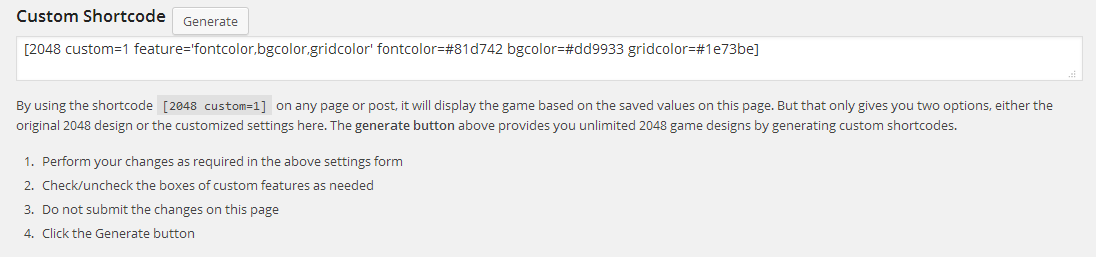 Custom Shortcode Generate
[2048 custom=1 feature='fontcolor,bgcolor,gridcolor' fontcolor=#81d742 bgcolor=#dd9933 gridcolor=#1e73be]
By using the shortcode [2048 custom=1] on any page or post, it will display the game based on the saved values on this page. But that only gives you two options, either the
original 2048 design or the customized settings here. The generate button above provides you unlimited 2048 game designs by generating custom shortcodes.
1. Perform your changes as required in the above settings form
2. Check/uncheck the boxes of custom features as needed
3. Do not submit the changes on this page
4. Click the Generate button